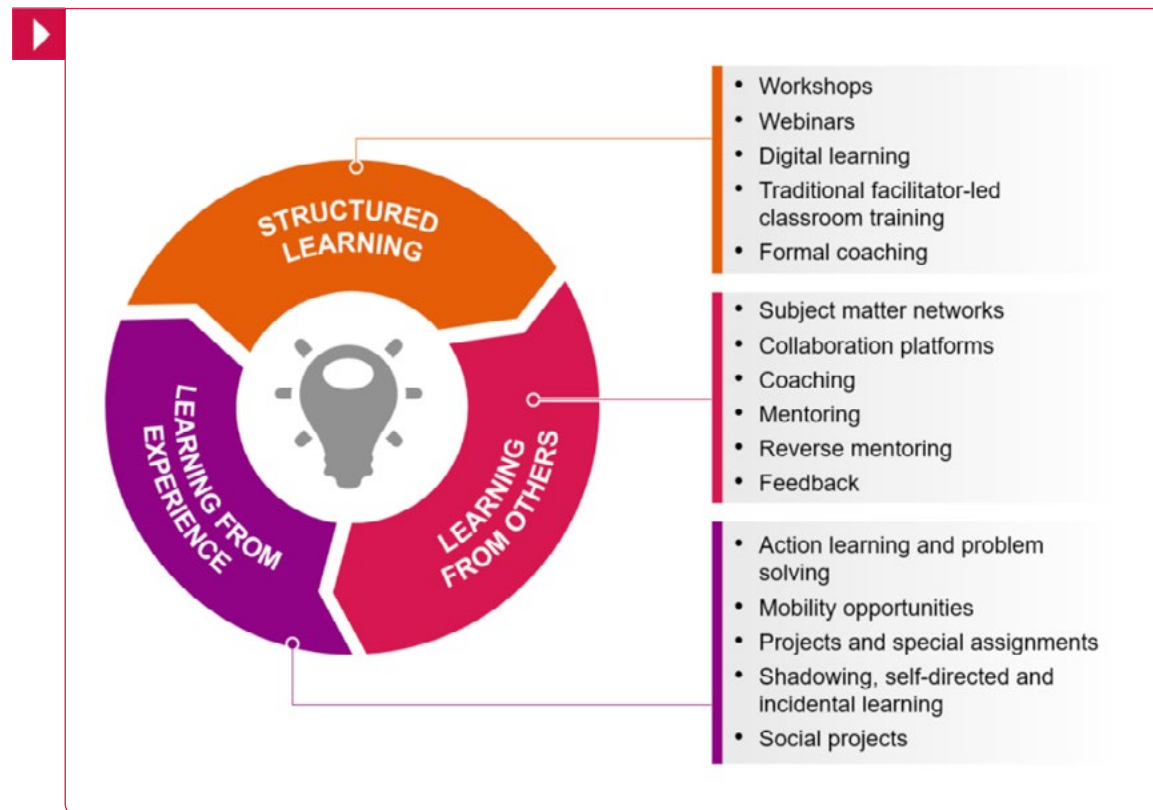 STRUCTURED
LEARNING
LEARNING
FROM OTHERS
LEARNING FROM
EXPERIENCE
• Workshops
• Webinars
• Digital learning
• Traditional facilitator-led
classroom training
• Formal coaching
• Subject matter networks
• Collaboration platforms
• Coaching
• Mentoring
• Reverse mentoring
• Feedback
• Action learning and problem
solving
• Mobility opportunities
• Projects and special assignments
• Shadowing, self-directed and
incidental learning
• Social projects